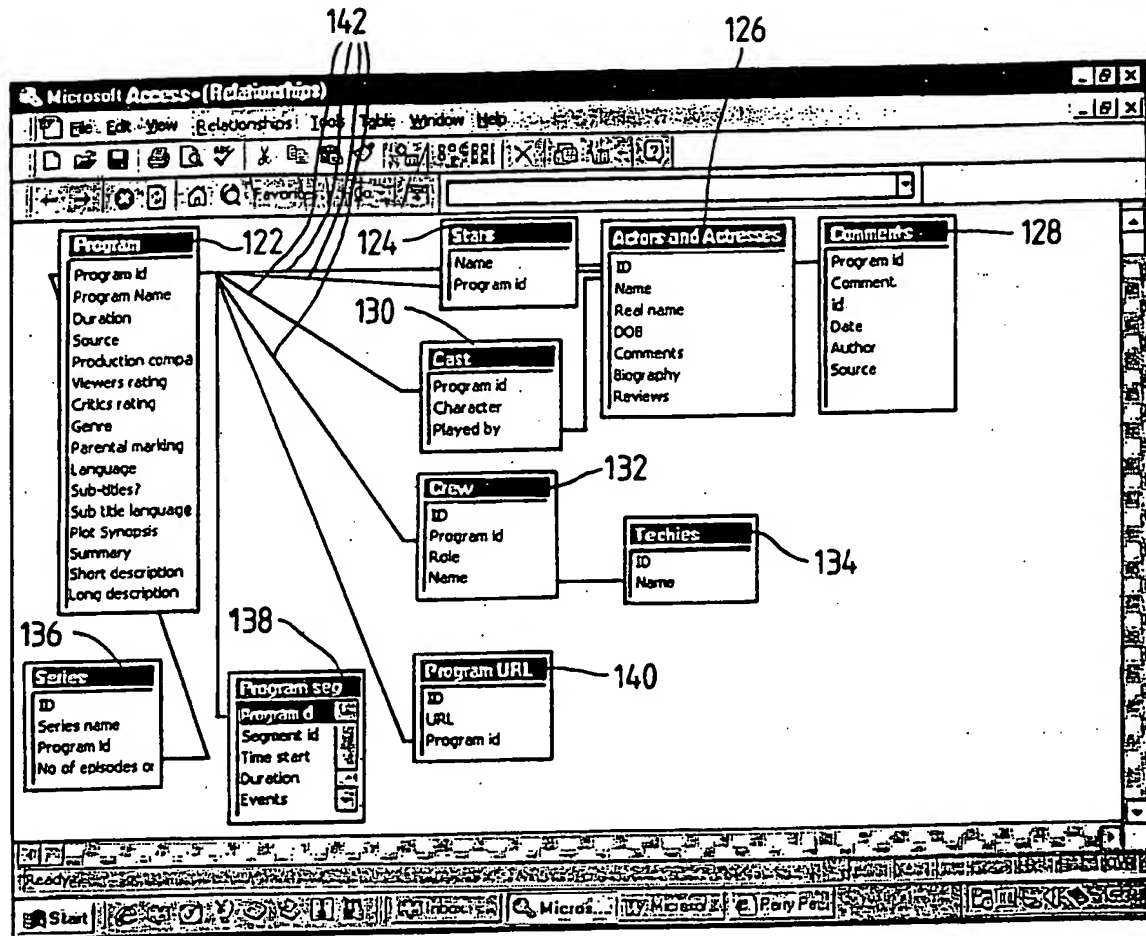 142
126
Microsoft Access - (Relationships)
File Edit View Relationships Tools Table Window Help
Favorites Go
Program
122
Program id
Program Name
Duration
Source
Production compa
Viewers rating
Critics rating
Genre
Parental marking
Language
Sub-titles?
Sub title language
Plot Synopsis
Summary
Short description
Long description
124
Stars
Name
Program id
Actors and Actresses
ID
Name
Real name
DOB
Comments
Biography
Reviews
Comments
128
Program id
Comment
id
Date
Author
Source
130
Cast
Program id
Character
Played by
Crew
132
ID
Program id
Role
Name
Techies
134
ID
Name
136
Series
ID
Series name
Program Id
No of episodes or
138
Program seg
Program d
Segment id
Time start
Duration
Events
Program URL
140
ID
URL
Program id
Ready
Start
Inbox
Micros...